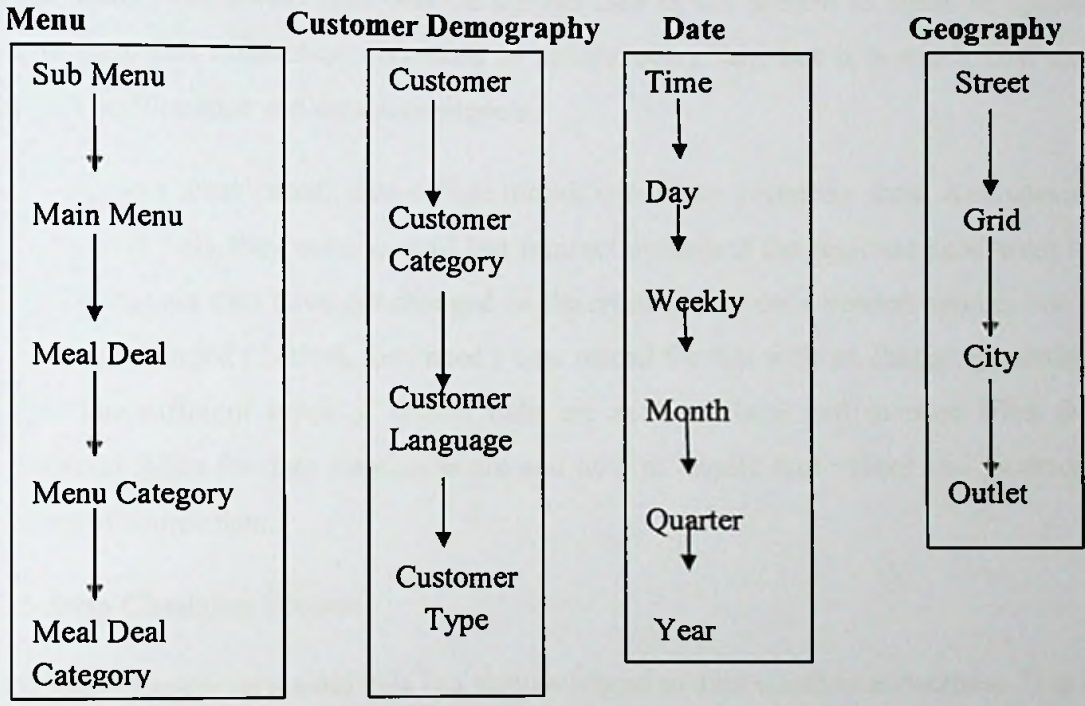 Menu
Sub Menu
Main Menu
Meal Deal
Menu Category
Meal Deal
Category
Customer Demography
Customer
Customer
Category
Customer
Language
Customer
Type
Date
Time
Day
Weekly
Month
Quarter
Year
Geography
Street
Grid
City
Outlet